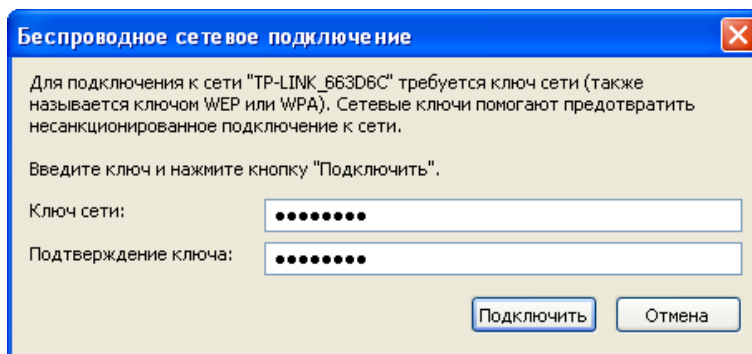 Беспроводное сетевое подключение
Для подключения к сети "TP-LINK_663D6C" требуется ключ сети (также
называется ключом WEP или WPA). Сетевые ключи помогают предотвратить
несанкционированное подключение к сети.
Введите ключ и нажмите кнопку "Подключить".
Ключ сети: ●●●●●●●●
Подтверждение ключа: ●●●●●●●●
Подключить Отмена